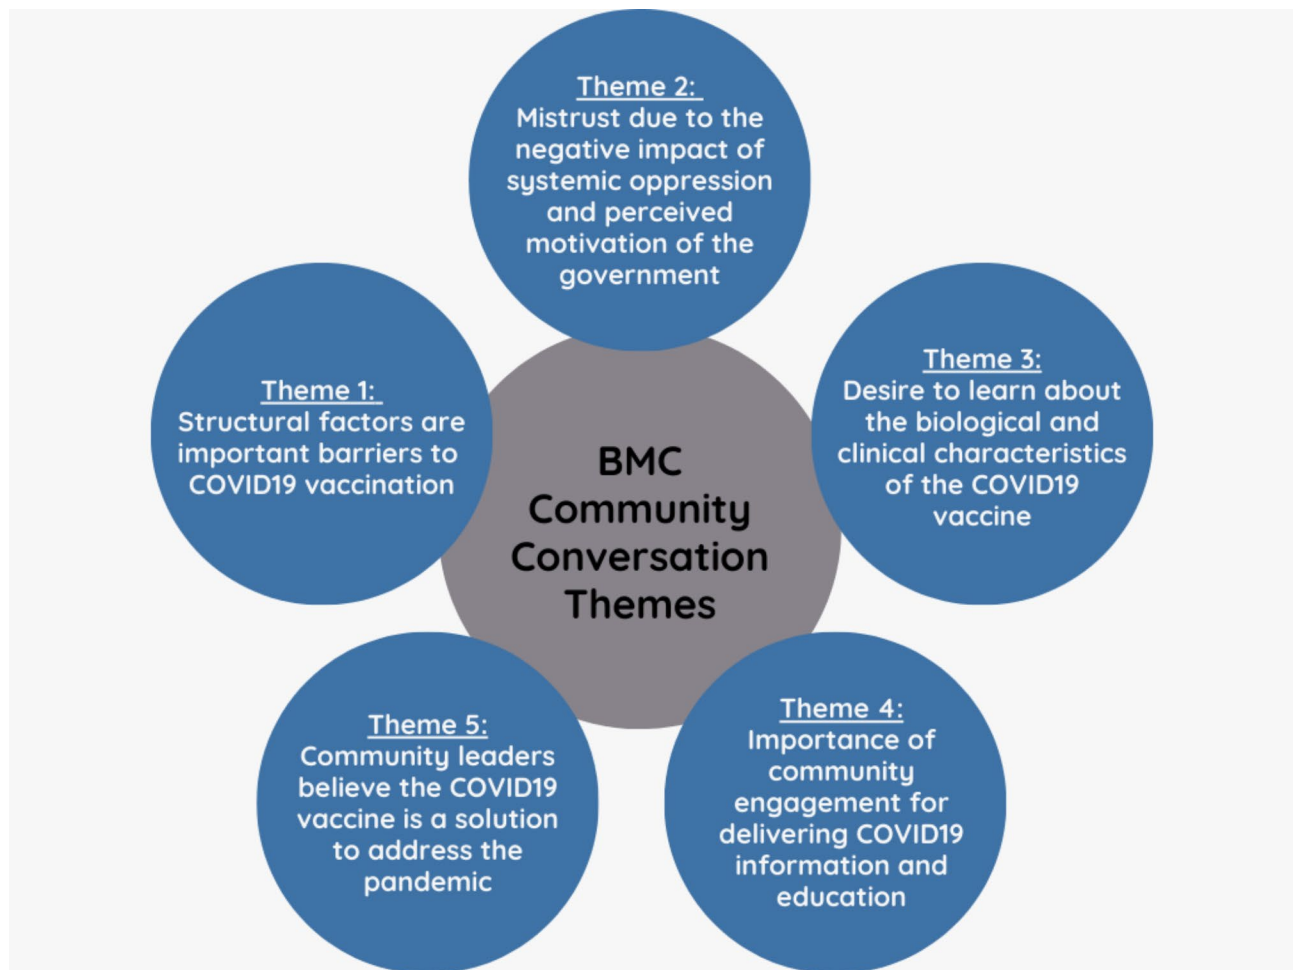 Theme 2:
Mistrust due to the
negative impact of
systemic oppression
and perceived
motivation of the
government
Theme 1:
Structural factors are
important barriers to
COVID19 vaccination
Theme 3:
Desire to learn about
the biological and
clinical characteristics
of the COVID19
vaccine
BMC
Community
Conversation
Themes
Theme 5:
Community leaders
believe the COVID19
vaccine is a solution
to address the
pandemic
Theme 4:
Importance of
community
engagement for
delivering COVID19
information and
education